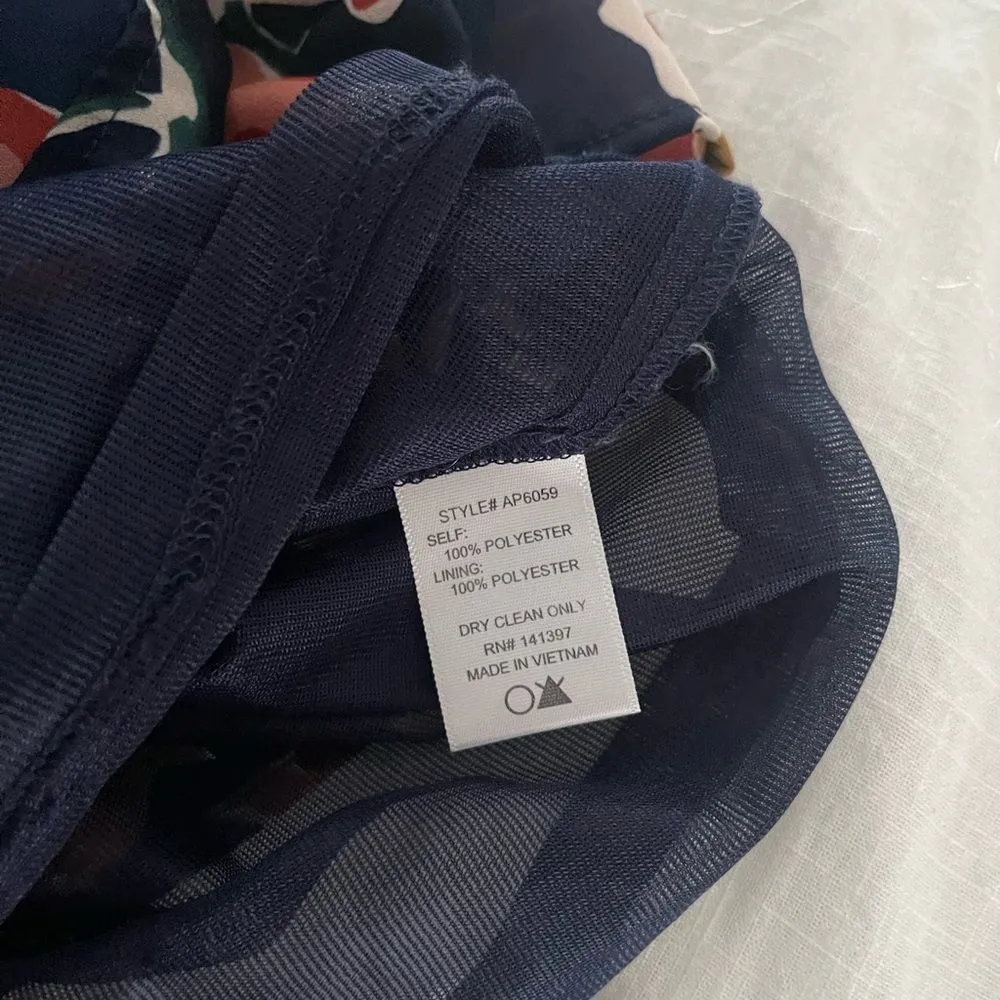 STYLE# AP6059
SELF:
100% POLYESTER
LINING:
100% POLYESTER
DRY CLEAN ONLY
RN# 141397
MADE IN VIETNAM